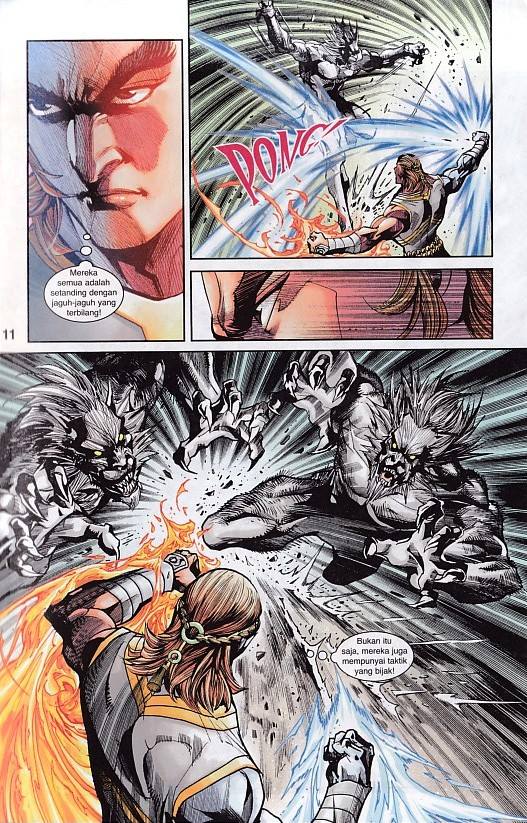 PONG
Mereka
semua adalah
setanding dengan
jaguh-jaguh yang
terbilang!
11
Bukan itu
saja, mereka juga
mempunyai taktik
yang bijak!